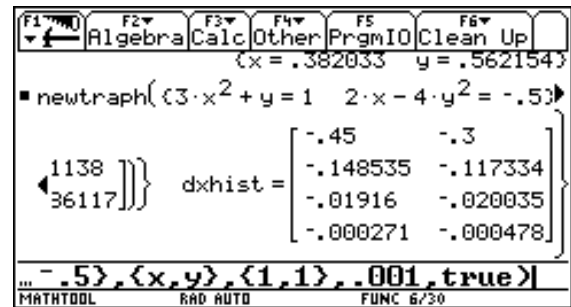 F1 F2 F3 F4 F5 F6
Algebra Calc Other PrgmIO Clean Up
{x = .382033 y = .562154}
▪ newtraph({3·x² + y = 1 2·x − 4·y² = -.5}▶
[-.45 -.3]
◀1138]]} dxhist = [-.148535 -.117334]
36117]]} [-.01916 -.020035]
[-.000271 -.000478]
…-.5},{x,y},{1,1},.001,true)
MATHTOOL RAD AUTO FUNC 6/30